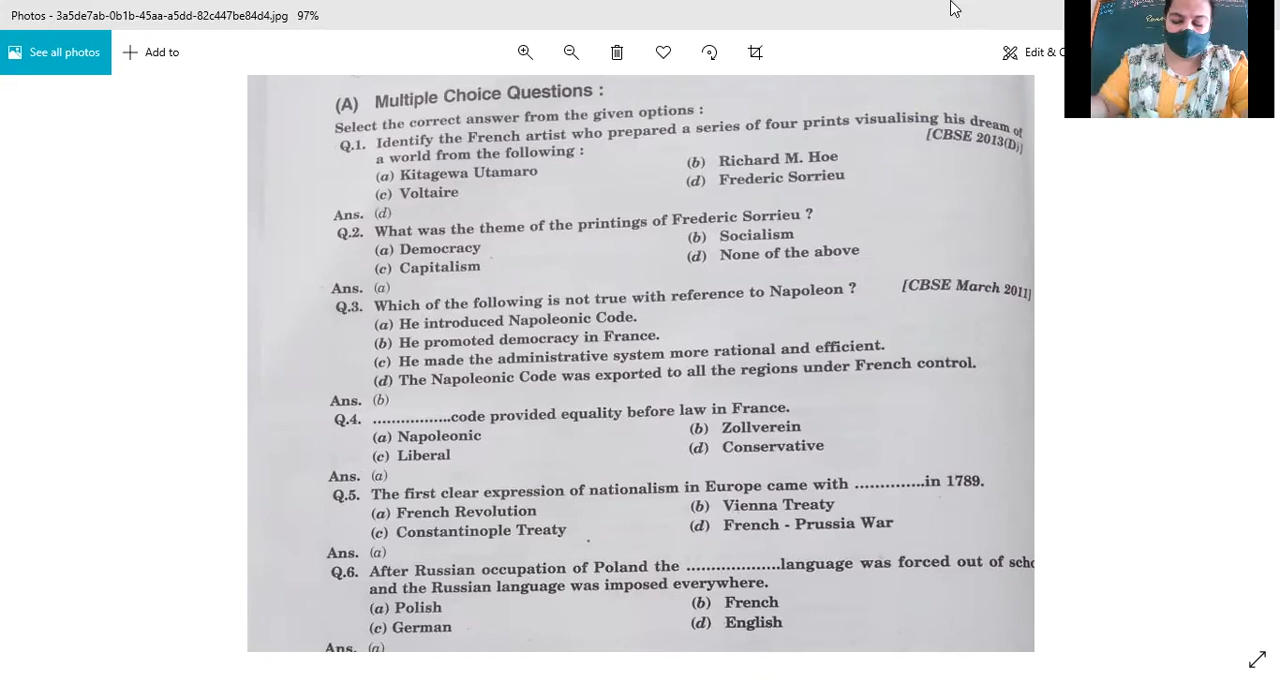 Photos - 3a5de7ab-0b1b-45aa-a5dd-82c447be84d4.jpg 97%
See all photos
Add to
Edit & C
(A) Multiple Choice Questions :
Select the correct answer from the given options :
Q.1. Identify the French artist who prepared a series of four prints visualising his dream of
a world from the following : [CBSE 2013(D)]
(a) Kitagewa Utamaro (b) Richard M. Hoe
(c) Voltaire (d) Frederic Sorrieu
Ans. (d)
Q.2. What was the theme of the printings of Frederic Sorrieu ?
(a) Democracy (b) Socialism
(c) Capitalism (d) None of the above
Ans. (a)
Q.3. Which of the following is not true with reference to Napoleon ? [CBSE March 2011]
(a) He introduced Napoleonic Code.
(b) He promoted democracy in France.
(c) He made the administrative system more rational and efficient.
(d) The Napoleonic Code was exported to all the regions under French control.
Ans. (b)
Q.4. .................code provided equality before law in France.
(a) Napoleonic (b) Zollverein
(c) Liberal (d) Conservative
Ans. (a)
Q.5. The first clear expression of nationalism in Europe came with ..............in 1789.
(a) French Revolution (b) Vienna Treaty
(c) Constantinople Treaty (d) French - Prussia War
Ans. (a)
Q.6. After Russian occupation of Poland the ...................language was forced out of scho
and the Russian language was imposed everywhere.
(a) Polish (b) French
(c) German (d) English
Ans. (a)